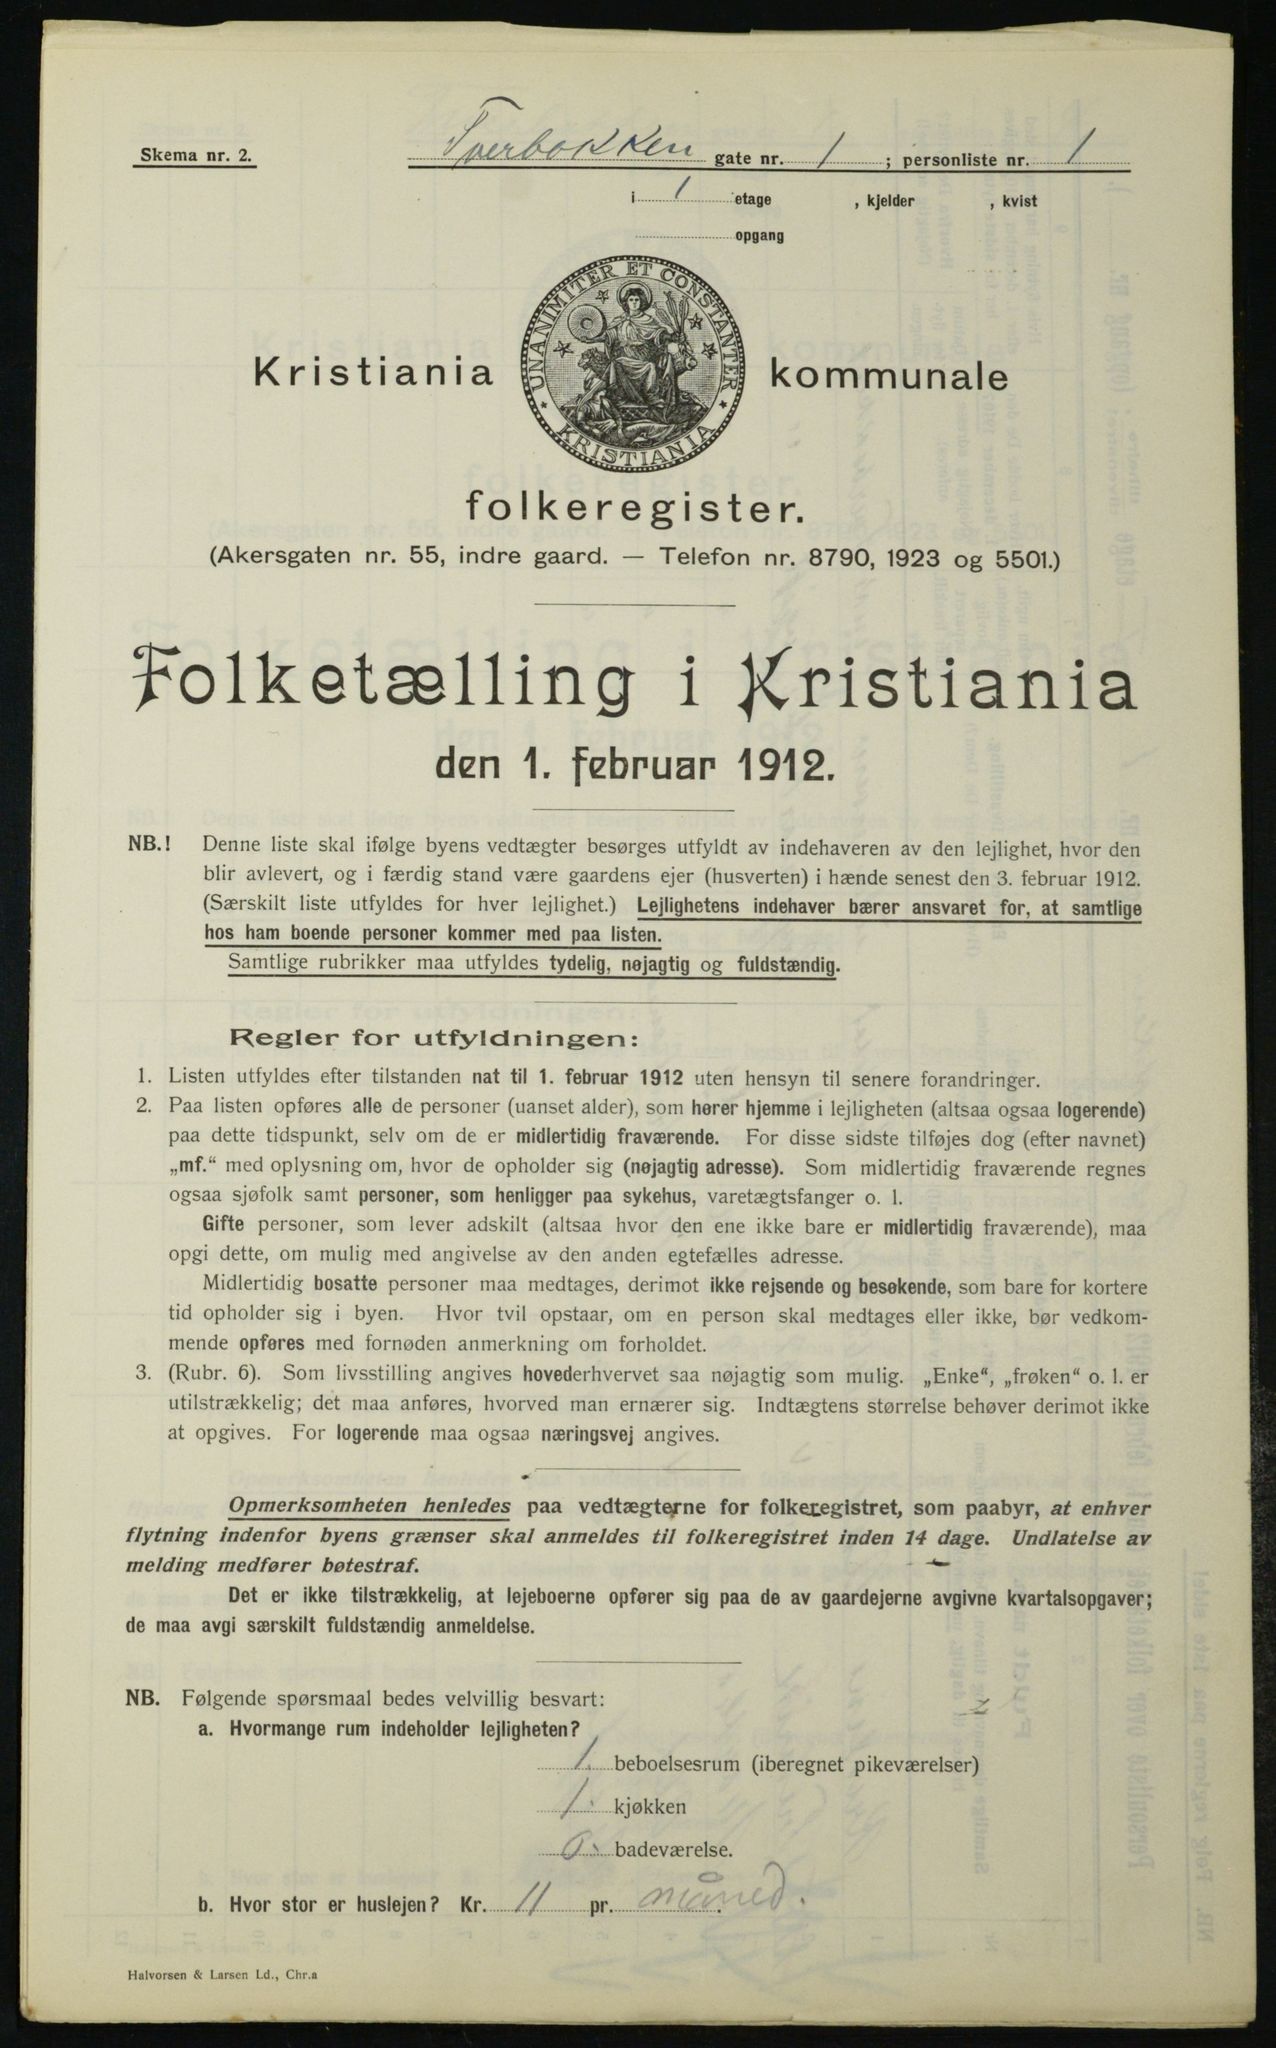 Skema nr. 2.
Tverbakken gate nr. 1 ; personliste nr. 1
i 1 etage , kjelder , kvist
opgang
UNANIMITER ET CONSTANTER
KRISTIANIA
Kristiania kommunale
folkeregister.
(Akersgaten nr. 55, indre gaard. — Telefon nr. 8790, 1923 og 5501.)
Folketælling i Kristiania
den 1. februar 1912.
NB.! Denne liste skal ifølge byens vedtægter besørges utfyldt av indehaveren av den lejlighet, hvor den
blir avlevert, og i færdig stand være gaardens ejer (husverten) i hænde senest den 3. februar 1912.
(Særskilt liste utfyldes for hver lejlighet.) Lejlighetens indehaver bærer ansvaret for, at samtlige
hos ham boende personer kommer med paa listen.
Samtlige rubrikker maa utfyldes tydelig, nøjagtig og fuldstændig.
Regler for utfyldningen:
1. Listen utfyldes efter tilstanden nat til 1. februar 1912 uten hensyn til senere forandringer.
2. Paa listen opføres alle de personer (uanset alder), som hører hjemme i lejligheten (altsaa ogsaa logerende)
paa dette tidspunkt, selv om de er midlertidig fraværende. For disse sidste tilføjes dog (efter navnet)
„mf.“ med oplysning om, hvor de opholder sig (nøjagtig adresse). Som midlertidig fraværende regnes
ogsaa sjøfolk samt personer, som henligger paa sykehus, varetægtsfanger o. l.
Gifte personer, som lever adskilt (altsaa hvor den ene ikke bare er midlertidig fraværende), maa
opgi dette, om mulig med angivelse av den anden egtefælles adresse.
Midlertidig bosatte personer maa medtages, derimot ikke rejsende og besøkende, som bare for kortere
tid opholder sig i byen. Hvor tvil opstaar, om en person skal medtages eller ikke, bør vedkom-
mende opføres med fornøden anmerkning om forholdet.
3. (Rubr. 6). Som livsstilling angives hovederhvervet saa nøjagtig som mulig. „Enke“, „frøken“ o. l. er
utilstrækkelig; det maa anføres, hvorved man ernærer sig. Indtægtens størrelse behøver derimot ikke
at opgives. For logerende maa ogsaa næringsvej angives.
Opmerksomheten henledes paa vedtægterne for folkeregistret, som paabyr, at enhver
flytning indenfor byens grænser skal anmeldes til folkeregistret inden 14 dage. Undlatelse av
melding medfører bøtestraf.
Det er ikke tilstrækkelig, at lejeboerne opfører sig paa de av gaardejerne avgivne kvartalsopgaver;
de maa avgi særskilt fuldstændig anmeldelse.
NB. Følgende spørsmaal bedes velvillig besvart:
a. Hvormange rum indeholder lejligheten?
1. beboelsesrum (iberegnet pikeværelser)
1. kjøkken
0. badeværelse.
b. Hvor stor er huslejen? Kr. 11 pr. måned.
Halvorsen & Larsen Ld., Chr.a